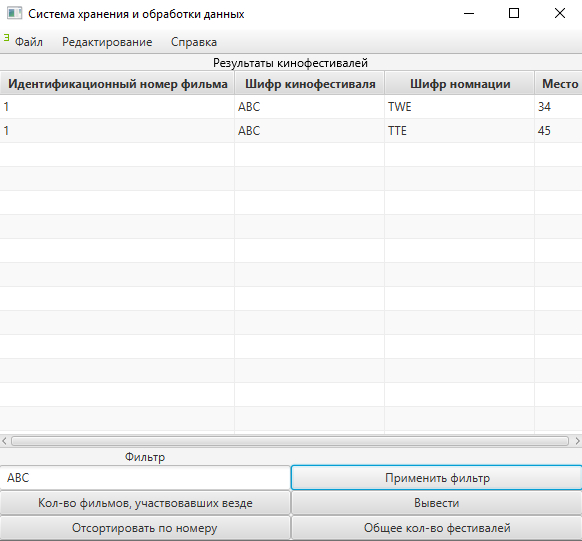 Система хранения и обработки данных
3 Файл Редактирование Справка
Результаты кинофестивалей
Идентификационный номер фильма Шифр кинофестиваля Шифр номнации Место
1 ABC TWE 34
1 ABC TTE 45
Фильтр
ABC Применить фильтр
Кол-во фильмов, участвовавших везде Вывести
Отсортировать по номеру Общее кол-во фестивалей